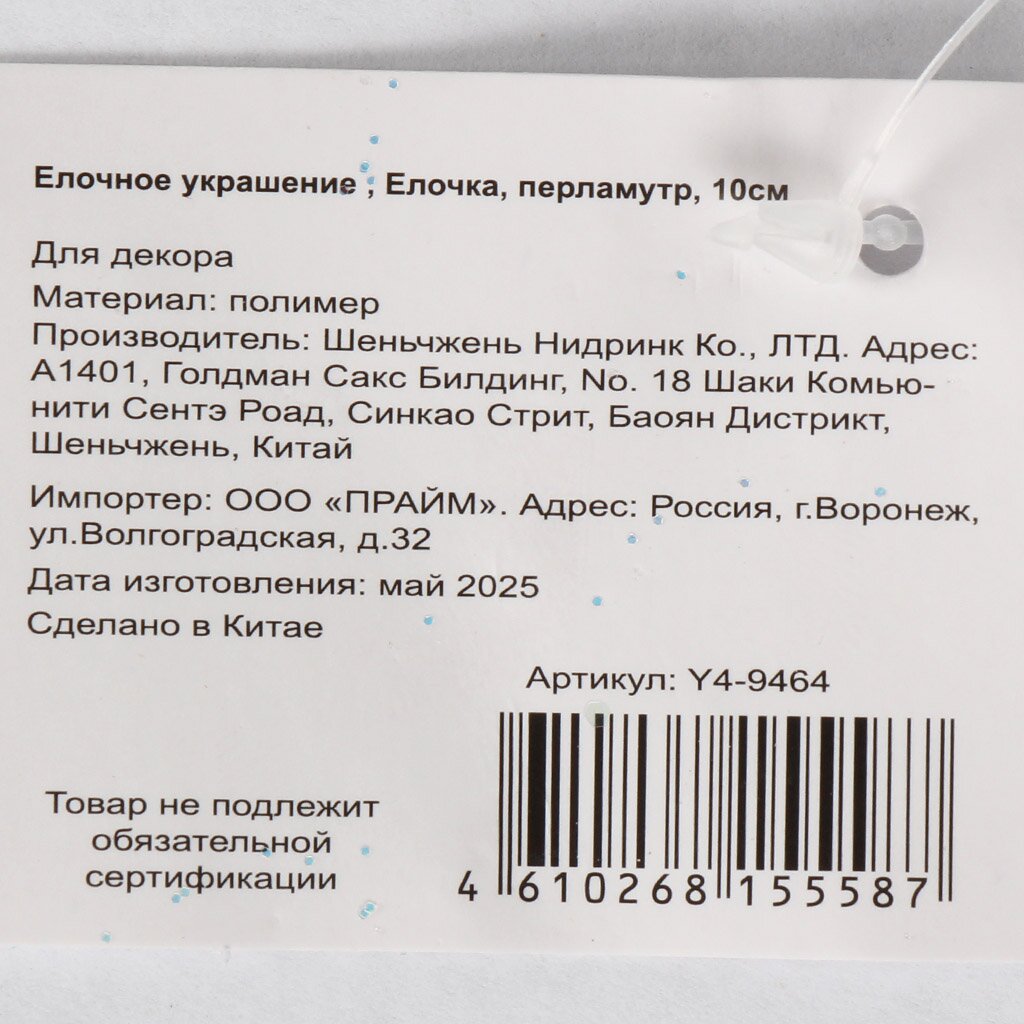 Елочное украшение , Елочка, перламутр, 10см
Для декора
Материал: полимер
Производитель: Шеньчжень Нидринк Ко., ЛТД. Адрес:
А1401, Голдман Сакс Билдинг, No. 18 Шаки Комью-
нити Сентэ Роад, Синкао Стрит, Баоян Дистрикт,
Шеньчжень, Китай
Импортер: ООО «ПРАЙМ». Адрес: Россия, г.Воронеж,
ул.Волгоградская, д.32
Дата изготовления: май 2025
Сделано в Китае
Артикул: Y4-9464
Товар не подлежит
обязательной
сертификации
4 610268 155587